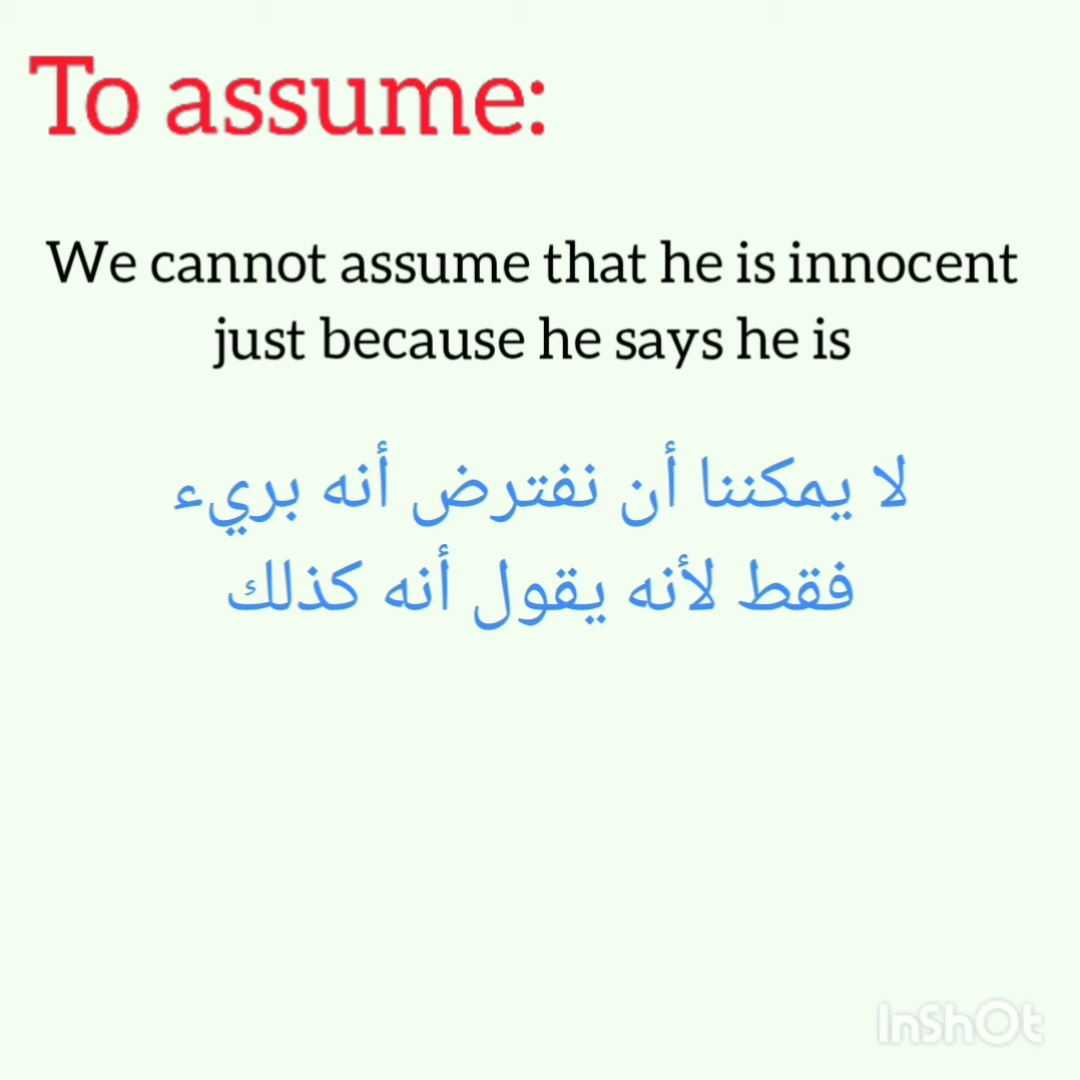 To assume:
We cannot assume that he is innocent
just because he says he is
لا يمكننا أن نفترض أنه بريء
فقط لأنه يقول أنه كذلك
InShOt